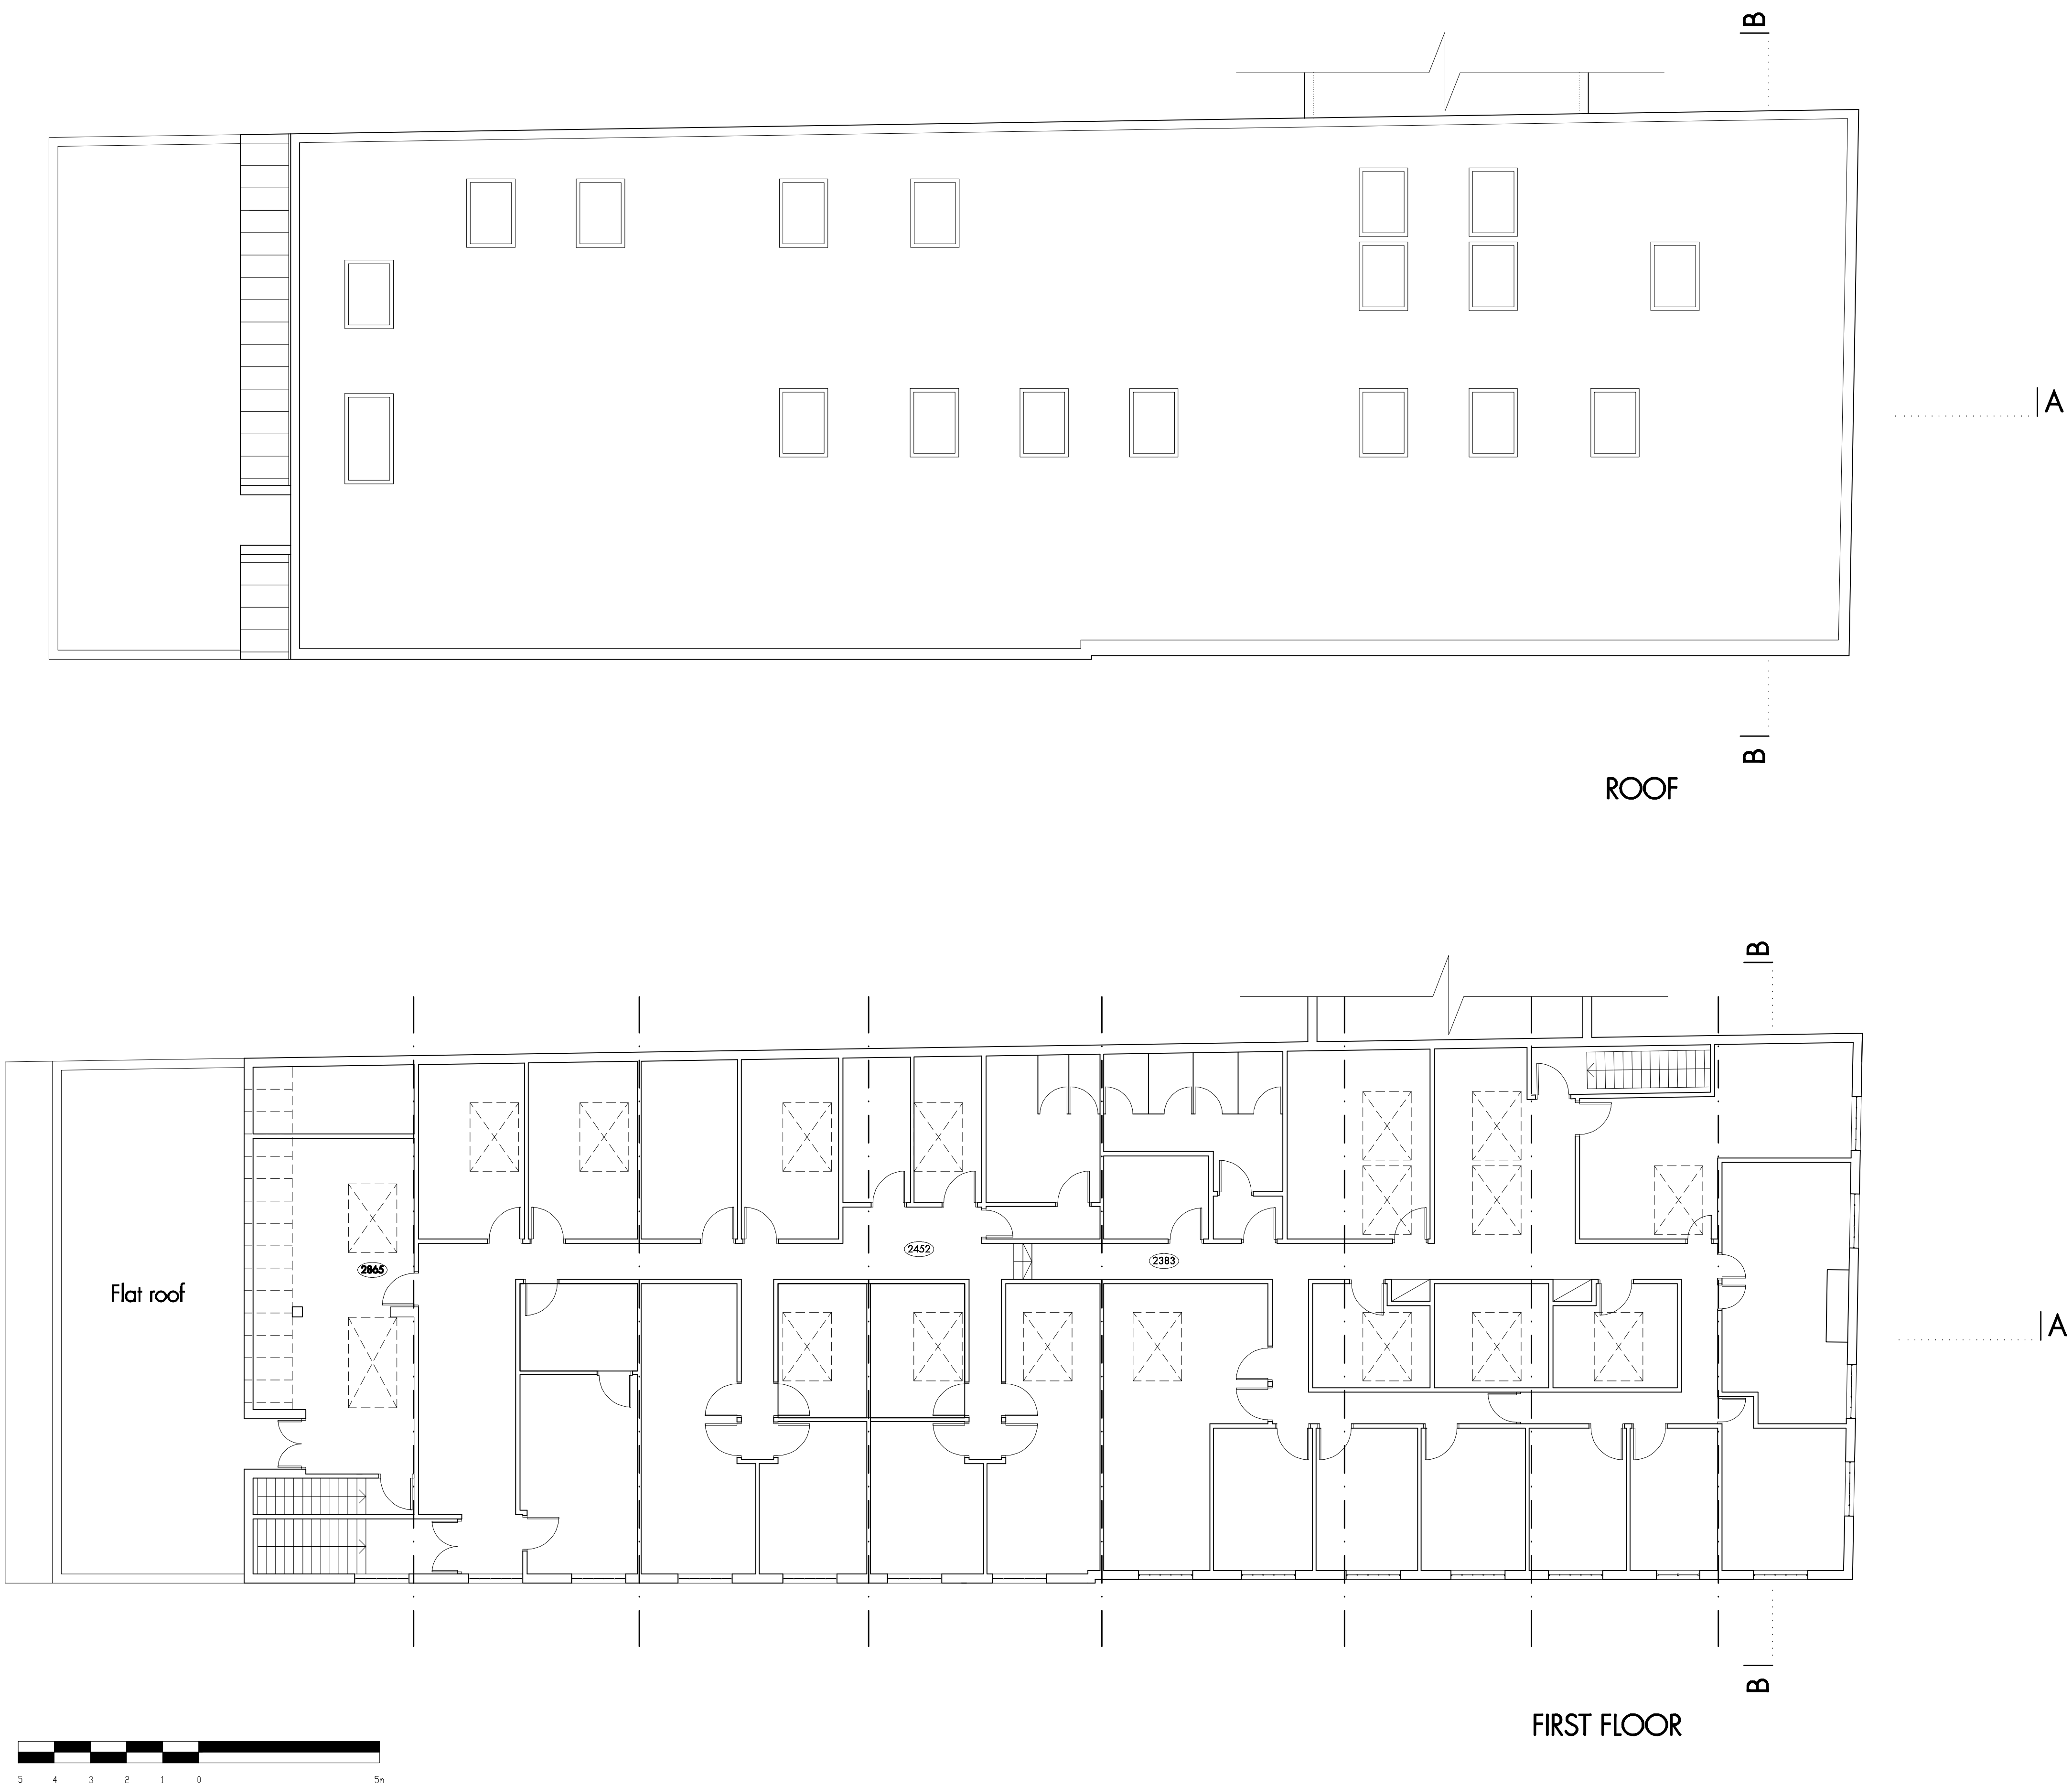 B
A
B
ROOF
B
2452
2383
2865
Flat roof
A
B
FIRST FLOOR
5 4 3 2 1 0 5m